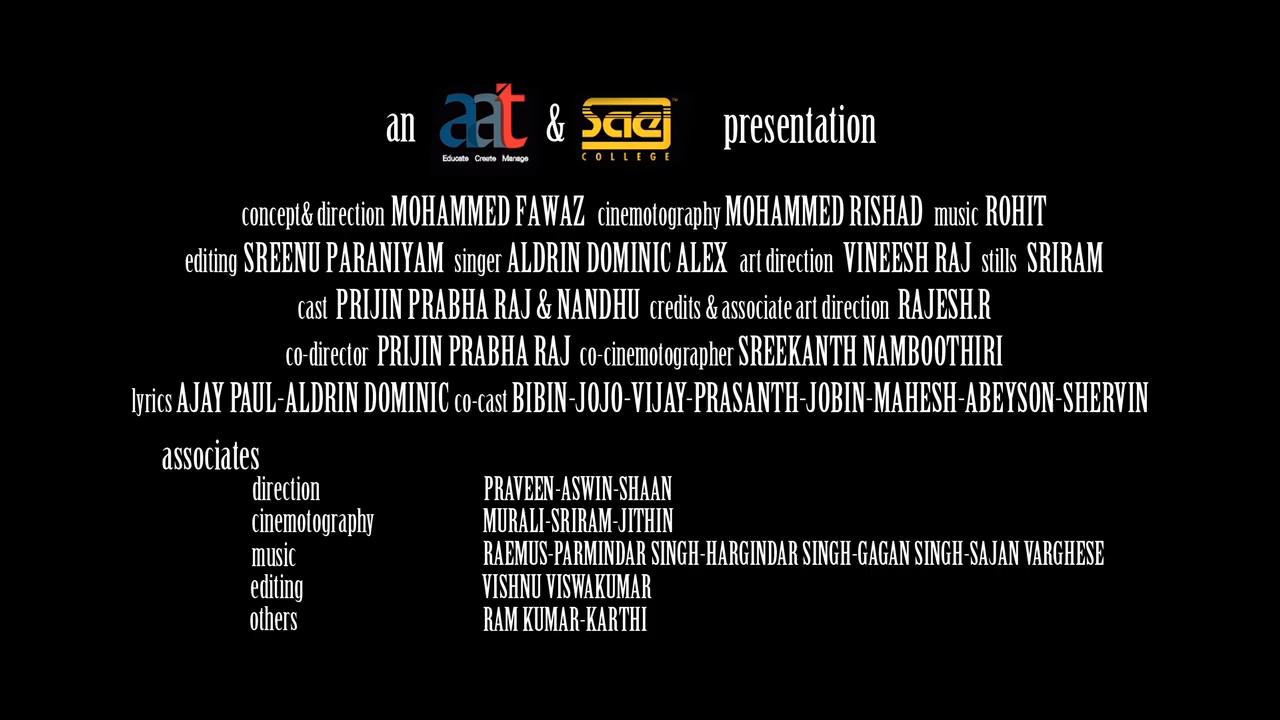 an aat & saej presentation
Educate Create Manage
COLLEGE
concept& direction MOHAMMED FAWAZ cinemotography MOHAMMED RISHAD music ROHIT
editing SREENU PARANIYAM singer ALDRIN DOMINIC ALEX art direction VINEESH RAJ stills SRIRAM
cast PRIJIN PRABHA RAJ & NANDHU credits & associate art direction RAJESH.R
co-director PRIJIN PRABHA RAJ co-cinemotographer SREEKANTH NAMBOOTHIRI
lyrics AJAY PAUL-ALDRIN DOMINIC co-cast BIBIN-JOJO-VIJAY-PRASANTH-JOBIN-MAHESH-ABEYSON-SHERVIN
associates
direction PRAVEEN-ASWIN-SHAAN
cinemotography MURALI-SRIRAM-JITHIN
music RAEMUS-PARMINDAR SINGH-HARGINDAR SINGH-GAGAN SINGH-SAJAN VARGHESE
editing VISHNU VISWAKUMAR
others RAM KUMAR-KARTHI